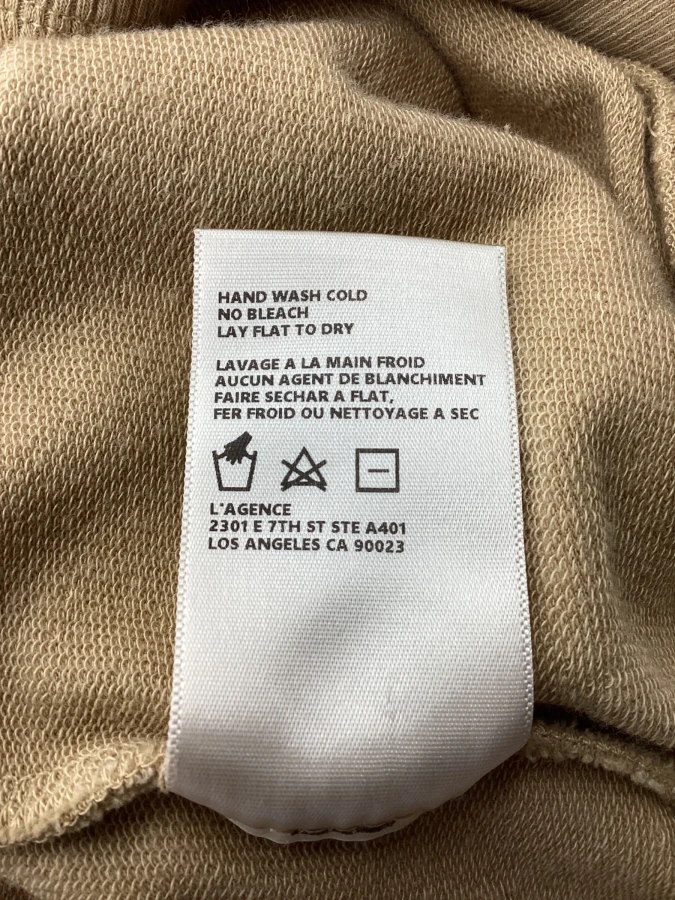 HAND WASH COLD
NO BLEACH
LAY FLAT TO DRY
LAVAGE A LA MAIN FROID
AUCUN AGENT DE BLANCHIMENT
FAIRE SECHAR A FLAT,
FER FROID OU NETTOYAGE A SEC
L'AGENCE
2301 E 7TH ST STE A401
LOS ANGELES CA 90023